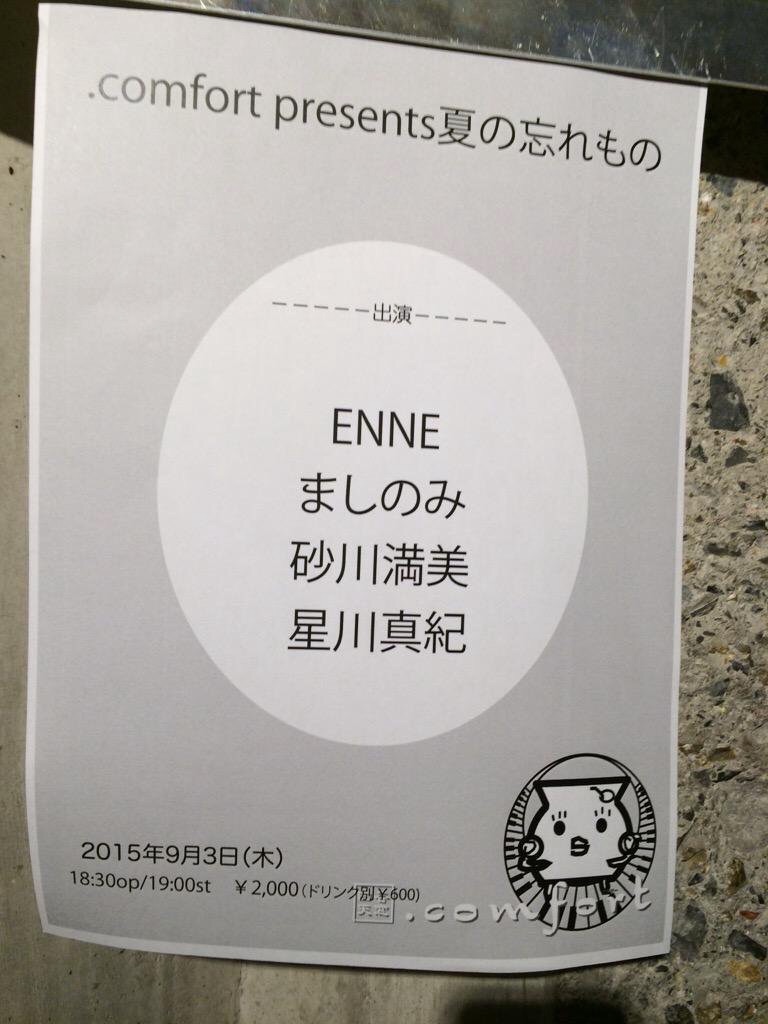 .comfort presents夏の忘れもの
-----出演-----
ENNE
ましのみ
砂川満美
星川真紀
2015年9月3日(木)
18:30op/19:00st ¥2,000(ドリンク別¥600)
.comfort